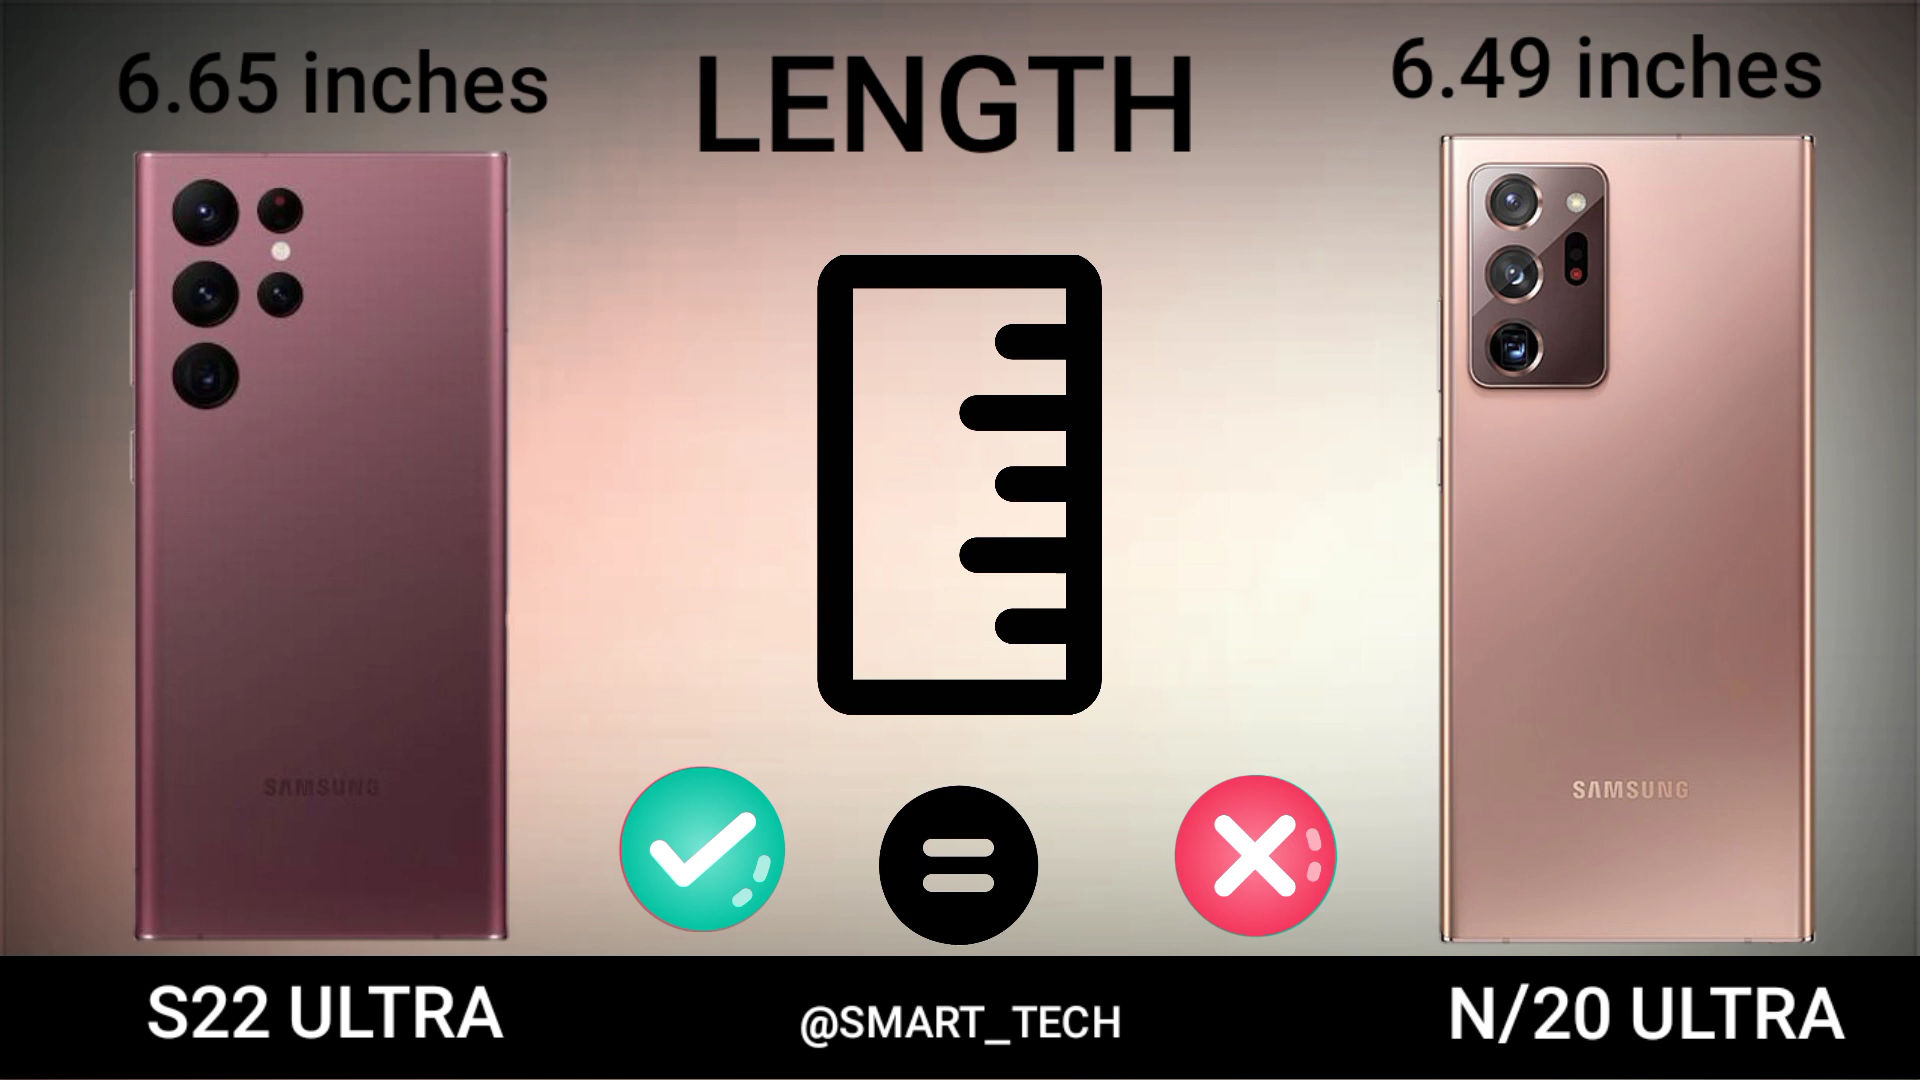 6.65 inches
LENGTH
6.49 inches
SAMSUNG
SAMSUNG
S22 ULTRA
@SMART_TECH
N/20 ULTRA